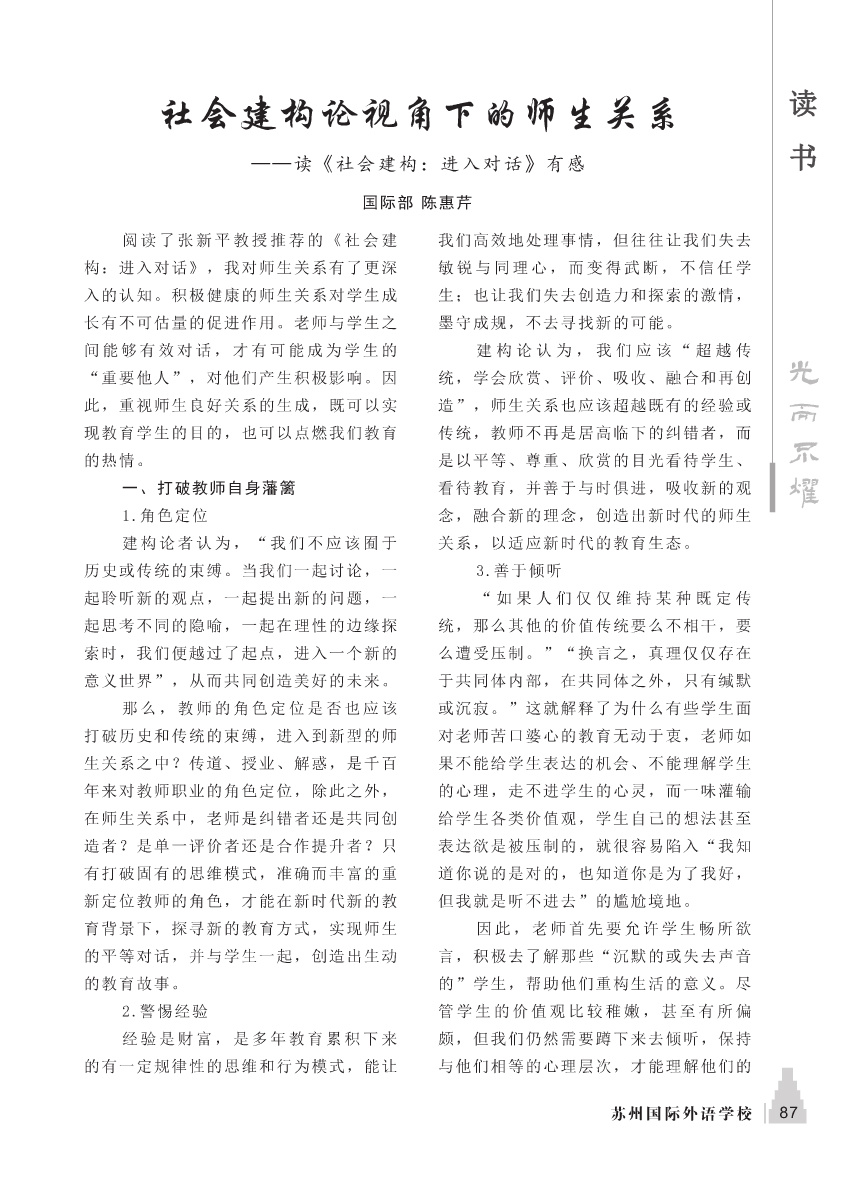 社会建构论视角下的师生关系
——读《社会建构：进入对话》有感
国际部 陈惠芹
阅读了张新平教授推荐的《社会建
构：进入对话》，我对师生关系有了更深
入的认知。积极健康的师生关系对学生成
长有不可估量的促进作用。老师与学生之
间能够有效对话，才有可能成为学生的
“重要他人”，对他们产生积极影响。因
此，重视师生良好关系的生成，既可以实
现教育学生的目的，也可以点燃我们教育
的热情。
一、打破教师自身藩篱
1.角色定位
建构论者认为，“我们不应该囿于
历史或传统的束缚。当我们一起讨论，一
起聆听新的观点，一起提出新的问题，一
起思考不同的隐喻，一起在理性的边缘探
索时，我们便越过了起点，进入一个新的
意义世界”，从而共同创造美好的未来。
那么，教师的角色定位是否也应该
打破历史和传统的束缚，进入到新型的师
生关系之中？传道、授业、解惑，是千百
年来对教师职业的角色定位，除此之外，
在师生关系中，老师是纠错者还是共同创
造者？是单一评价者还是合作提升者？只
有打破固有的思维模式，准确而丰富的重
新定位教师的角色，才能在新时代新的教
育背景下，探寻新的教育方式，实现师生
的平等对话，并与学生一起，创造出生动
的教育故事。
2.警惕经验
经验是财富，是多年教育累积下来
的有一定规律性的思维和行为模式，能让
我们高效地处理事情，但往往让我们失去
敏锐与同理心，而变得武断，不信任学
生；也让我们失去创造力和探索的激情，
墨守成规，不去寻找新的可能。
建构论认为，我们应该“超越传
统，学会欣赏、评价、吸收、融合和再创
造”，师生关系也应该超越既有的经验或
传统，教师不再是居高临下的纠错者，而
是以平等、尊重、欣赏的目光看待学生、
看待教育，并善于与时俱进，吸收新的观
念，融合新的理念，创造出新时代的师生
关系，以适应新时代的教育生态。
3.善于倾听
“如果人们仅仅维持某种既定传
统，那么其他的价值传统要么不相干，要
么遭受压制。”“换言之，真理仅仅存在
于共同体内部，在共同体之外，只有缄默
或沉寂。”这就解释了为什么有些学生面
对老师苦口婆心的教育无动于衷，老师如
果不能给学生表达的机会、不能理解学生
的心理，走不进学生的心灵，而一味灌输
给学生各类价值观，学生自己的想法甚至
表达欲是被压制的，就很容易陷入“我知
道你说的是对的，也知道你是为了我好，
但我就是听不进去”的尴尬境地。
因此，老师首先要允许学生畅所欲
言，积极去了解那些“沉默的或失去声音
的”学生，帮助他们重构生活的意义。尽
管学生的价值观比较稚嫩，甚至有所偏
颇，但我们仍然需要蹲下来去倾听，保持
与他们相等的心理层次，才能理解他们的
读书
光而不耀
苏州国际外语学校 87